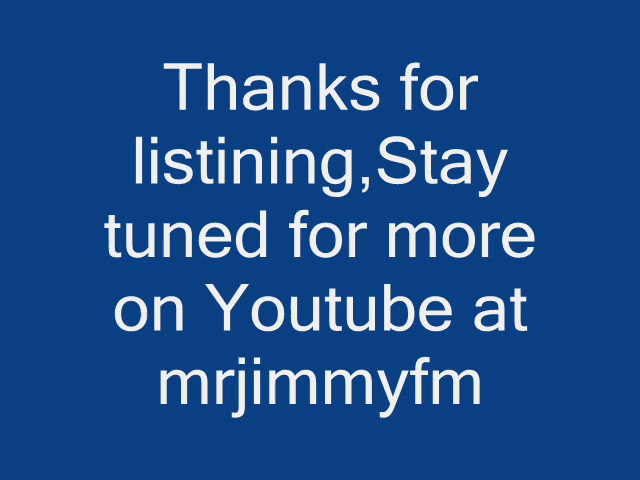 Thanks for
listining,Stay
tuned for more
on Youtube at
mrjimmyfm